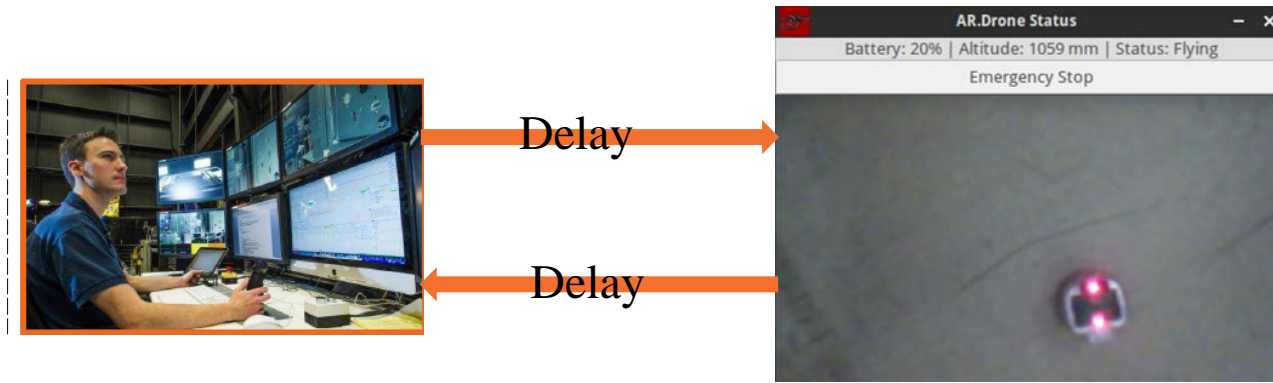 AR.Drone Status
Battery: 20% | Altitude: 1059 mm | Status: Flying
Emergency Stop
Delay
Delay